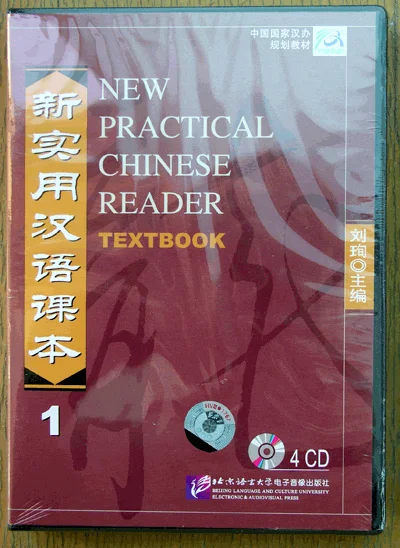 中国国家汉办
规划教材
NEW
PRACTICAL
CHINESE
READER
TEXTBOOK
新实用汉语课本
1
刘珣◎主编
4 CD
北京语言大学电子音像出版社
BEIJING LANGUAGE AND CULTURE UNIVERSITY
ELECTRONIC & AUDIOVISUAL PRESS